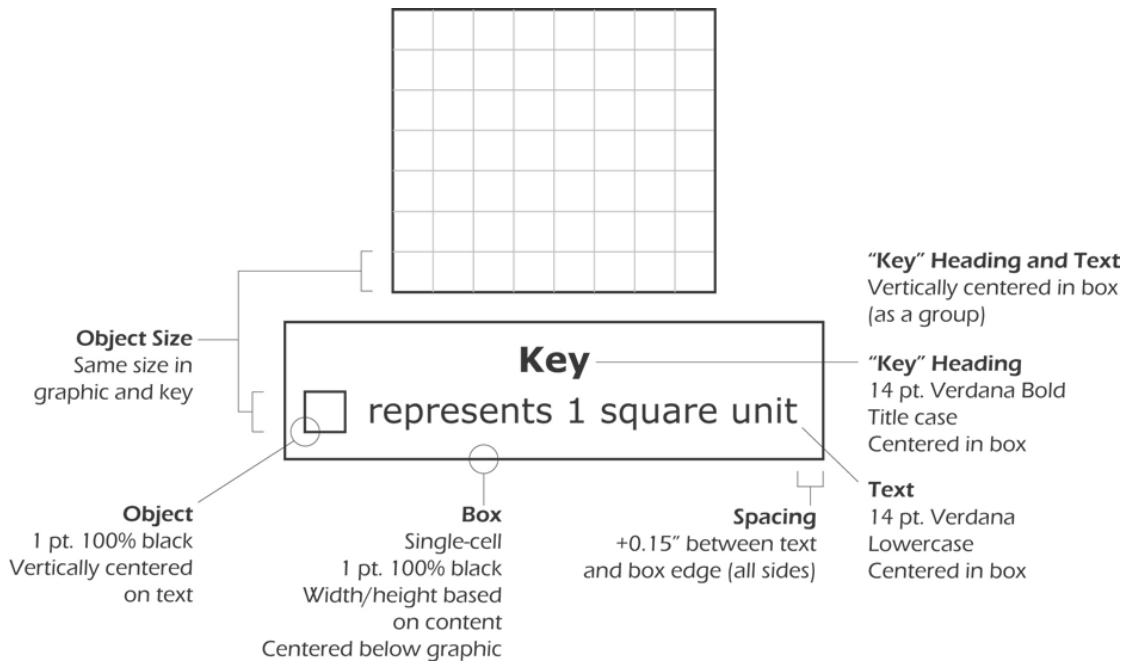 “Key” Heading and Text
Vertically centered in box
(as a group)
Object Size
Same size in
graphic and key
Key
represents 1 square unit
“Key” Heading
14 pt. Verdana Bold
Title case
Centered in box
Object
1 pt. 100% black
Vertically centered
on text
Box
Single-cell
1 pt. 100% black
Width/height based
on content
Centered below graphic
Spacing
+0.15” between text
and box edge (all sides)
Text
14 pt. Verdana
Lowercase
Centered in box